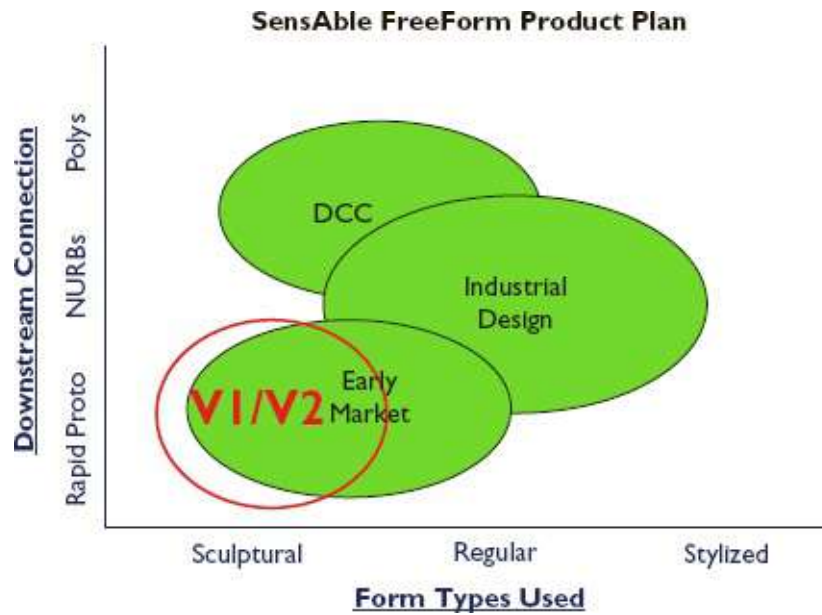 SensAble FreeForm Product Plan
Downstream Connection
Polys
NURBs
Rapid Proto
DCC
Industrial
Design
V1/V2
Early
Market
Sculptural
Regular
Stylized
Form Types Used